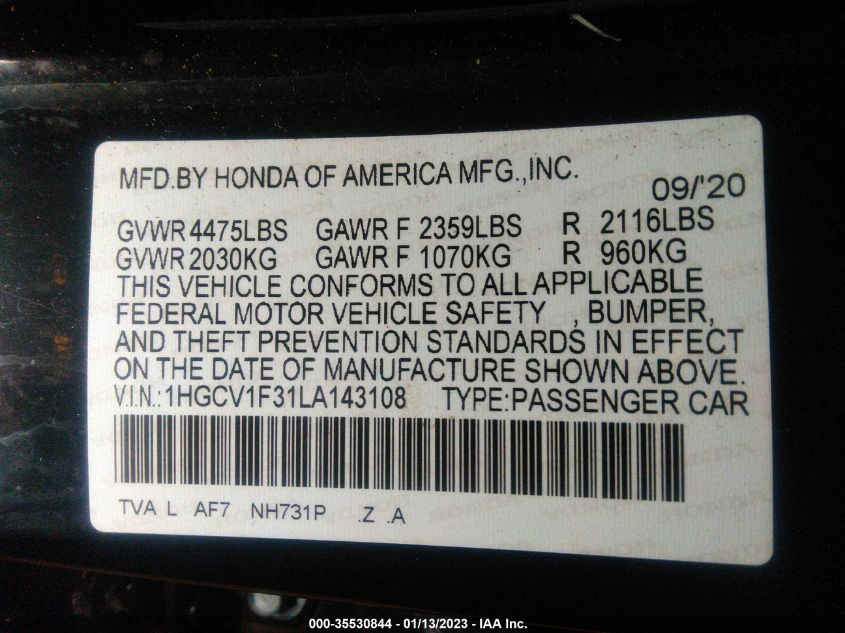 MFD.BY HONDA OF AMERICA MFG.,INC. 09/'20
GVWR 4475LBS GAWR F 2359LBS R 2116LBS
GVWR 2030KG GAWR F 1070KG R 960KG
THIS VEHICLE CONFORMS TO ALL APPLICABLE
FEDERAL MOTOR VEHICLE SAFETY , BUMPER,
AND THEFT PREVENTION STANDARDS IN EFFECT
ON THE DATE OF MANUFACTURE SHOWN ABOVE.
V.I.N.:1HGCV1F31LA143108 TYPE:PASSENGER CAR
TVA L AF7 NH731P .Z .A
000-35530844 - 01/13/2023 - IAA Inc.